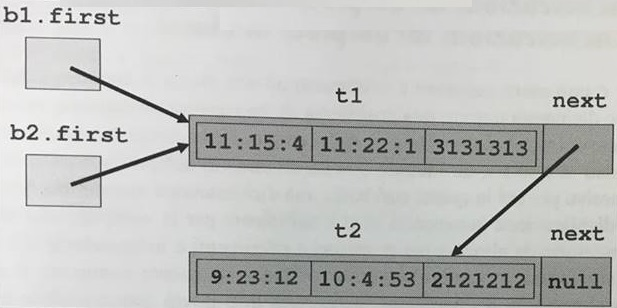 b1.first
t1
next
b2.first
11:15:4 11:22:1 3131313
t2
next
9:23:12 10:4:53 2121212 null